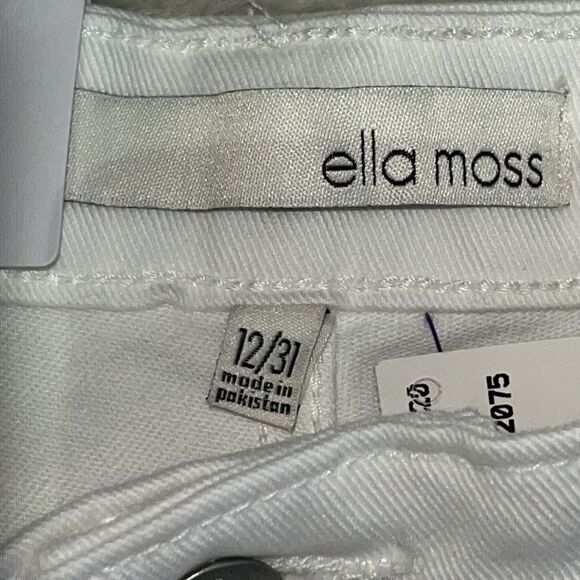 ella moss
12/31
made in
pakistan
2075